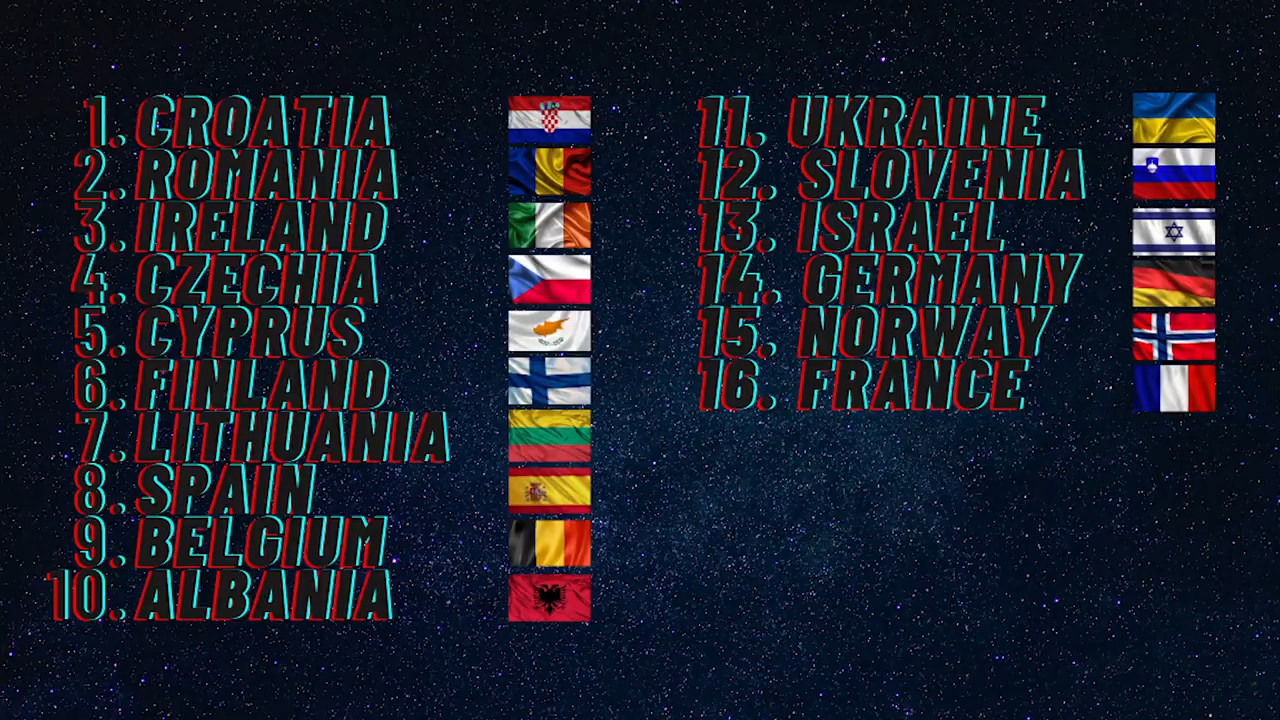 1. CROATIA
2. ROMANIA
3. IRELAND
4. CZECHIA
5. CYPRUS
6. FINLAND
7. LITHUANIA
8. SPAIN
9. BELGIUM
10. ALBANIA
11. UKRAINE
12. SLOVENIA
13. ISRAEL
14. GERMANY
15. NORWAY
16. FRANCE